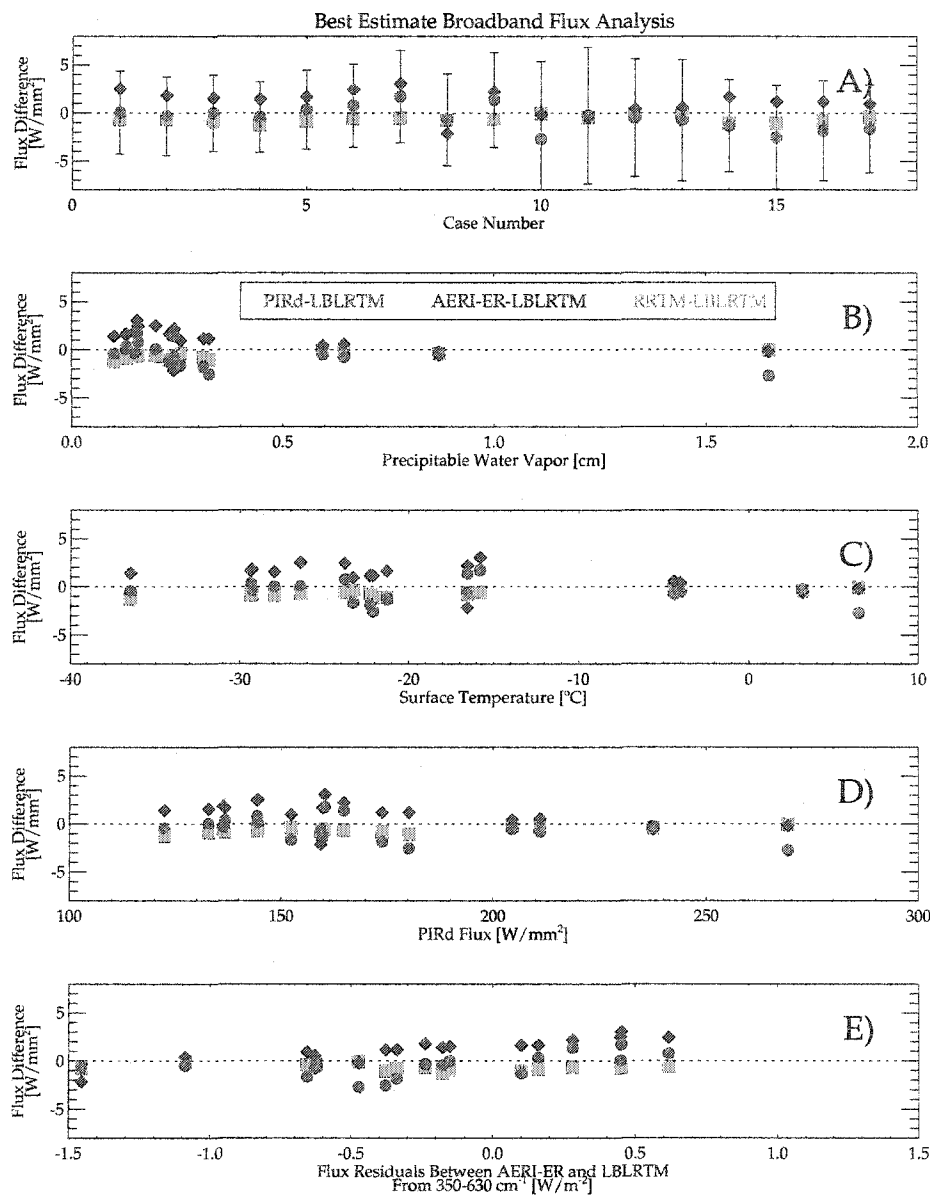 Best Estimate Broadband Flux Analysis
Flux Difference
[W/mm²]
5
0
-5
A)
0 5 10 15
Case Number
Flux Difference
[W/mm²]
5
0
-5
PIRd-LBLRTM AERI-ER-LBLRTM RRTM-LBLRTM
B)
0.0 0.5 1.0 1.5 2.0
Precipitable Water Vapor [cm]
Flux Difference
[W/mm²]
5
0
-5
C)
-40 -30 -20 -10 0 10
Surface Temperature [°C]
Flux Difference
[W/mm²]
5
0
-5
D)
100 150 200 250 300
PIRd Flux [W/mm²]
Flux Difference
[W/mm²]
5
0
-5
E)
-1.5 -1.0 -0.5 0.0 0.5 1.0 1.5
Flux Residuals Between AERI-ER and LBLRTM
From 350-630 cm⁻¹ [W/m⁻²]